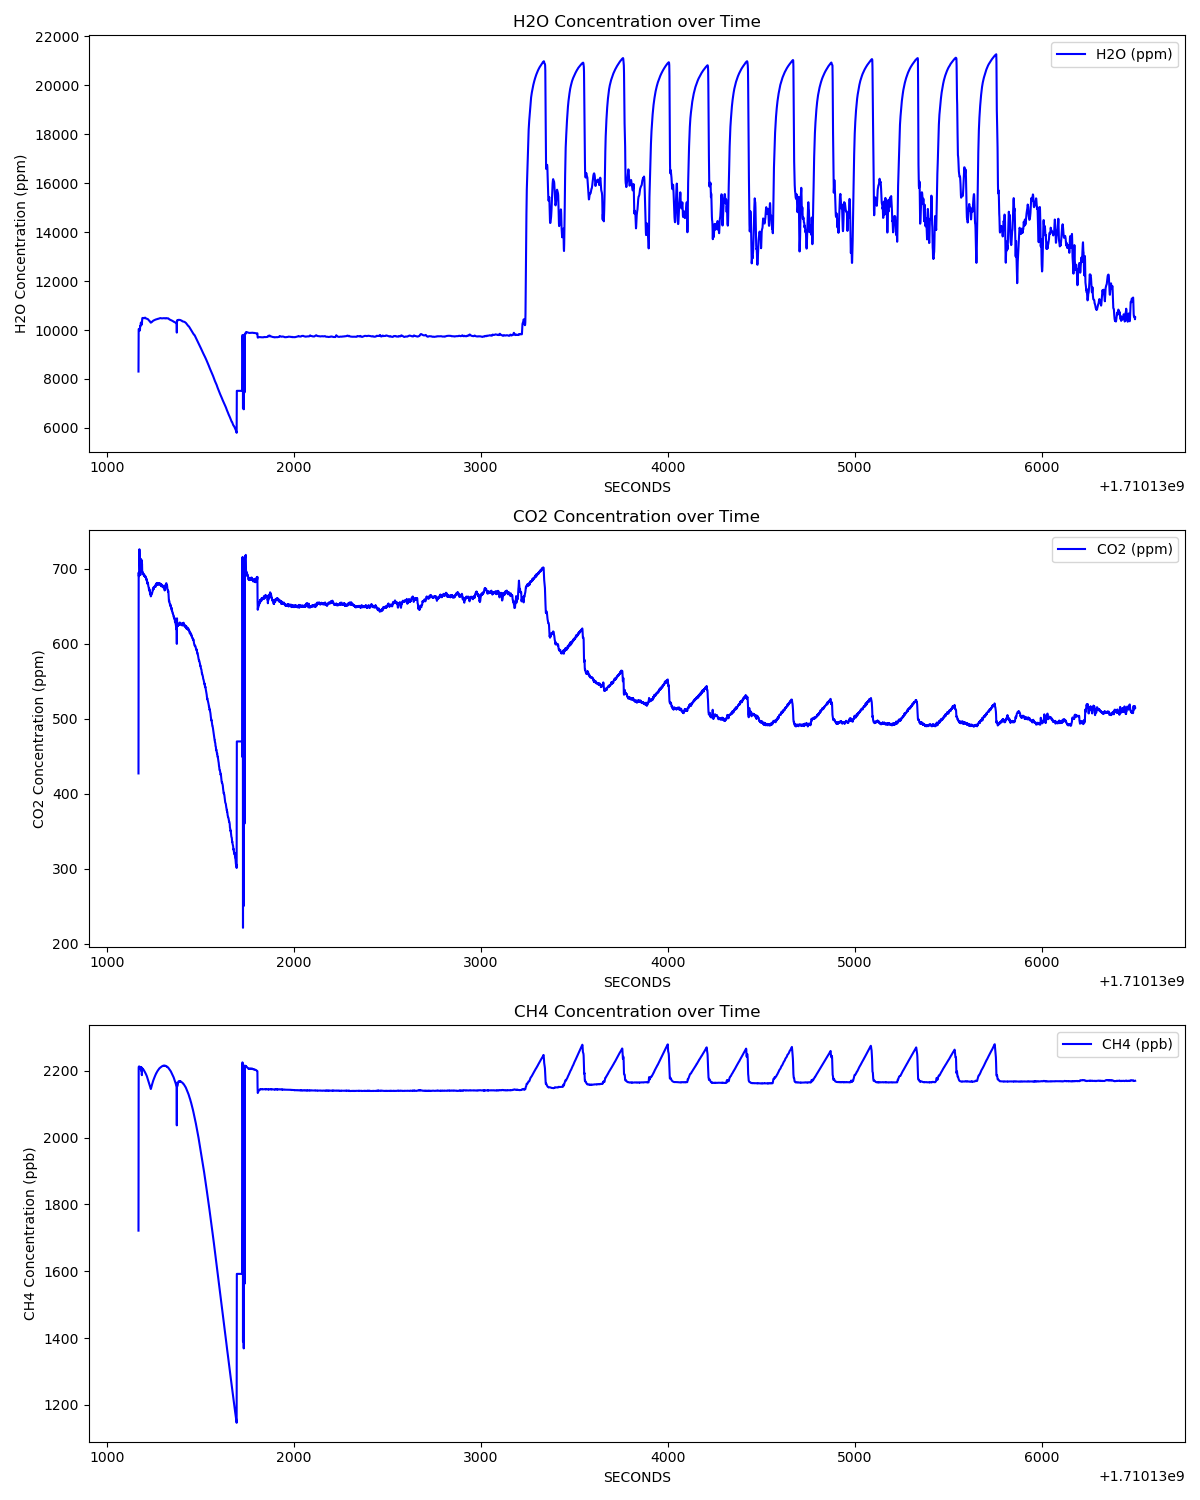 H2O Concentration over Time
H2O (ppm)
H2O Concentration (ppm)
22000
20000
18000
16000
14000
12000
10000
8000
6000
1000 2000 3000 4000 5000 6000
SECONDS
+1.71013e9
CO2 Concentration over Time
CO2 (ppm)
CO2 Concentration (ppm)
700
600
500
400
300
200
1000 2000 3000 4000 5000 6000
SECONDS
+1.71013e9
CH4 Concentration over Time
CH4 (ppb)
CH4 Concentration (ppb)
2200
2000
1800
1600
1400
1200
1000 2000 3000 4000 5000 6000
SECONDS
+1.71013e9